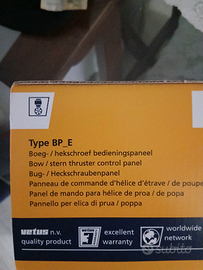 Type BP_E
Boeg- / hekschroef bedieningspaneel
Bow / stern thruster control panel
Bug- / Heckschraubenpanel
Panneau de commande d'hélice d'étrave / de poupe
Panel de mando para hélice de proa / de popa
Pannello per elica di prua / poppa
vetus n.v.
quality product
excellent
warranty
worldwide
network
subito